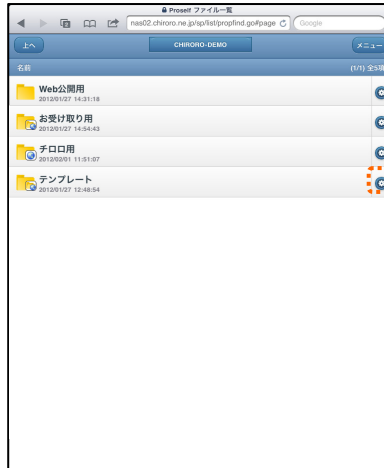 Proself ファイル一覧
nas02.chiroro.ne.jp/sp/list/propfind.go#page
Google
上へ
CHIRORO-DEMO
メニュー
名前
(1/1) 全5項
Web公開用
2012/01/27 14:31:18
お受け取り用
2012/01/27 14:54:43
チロロ用
2012/02/01 11:51:07
テンプレート
2012/01/27 12:48:54